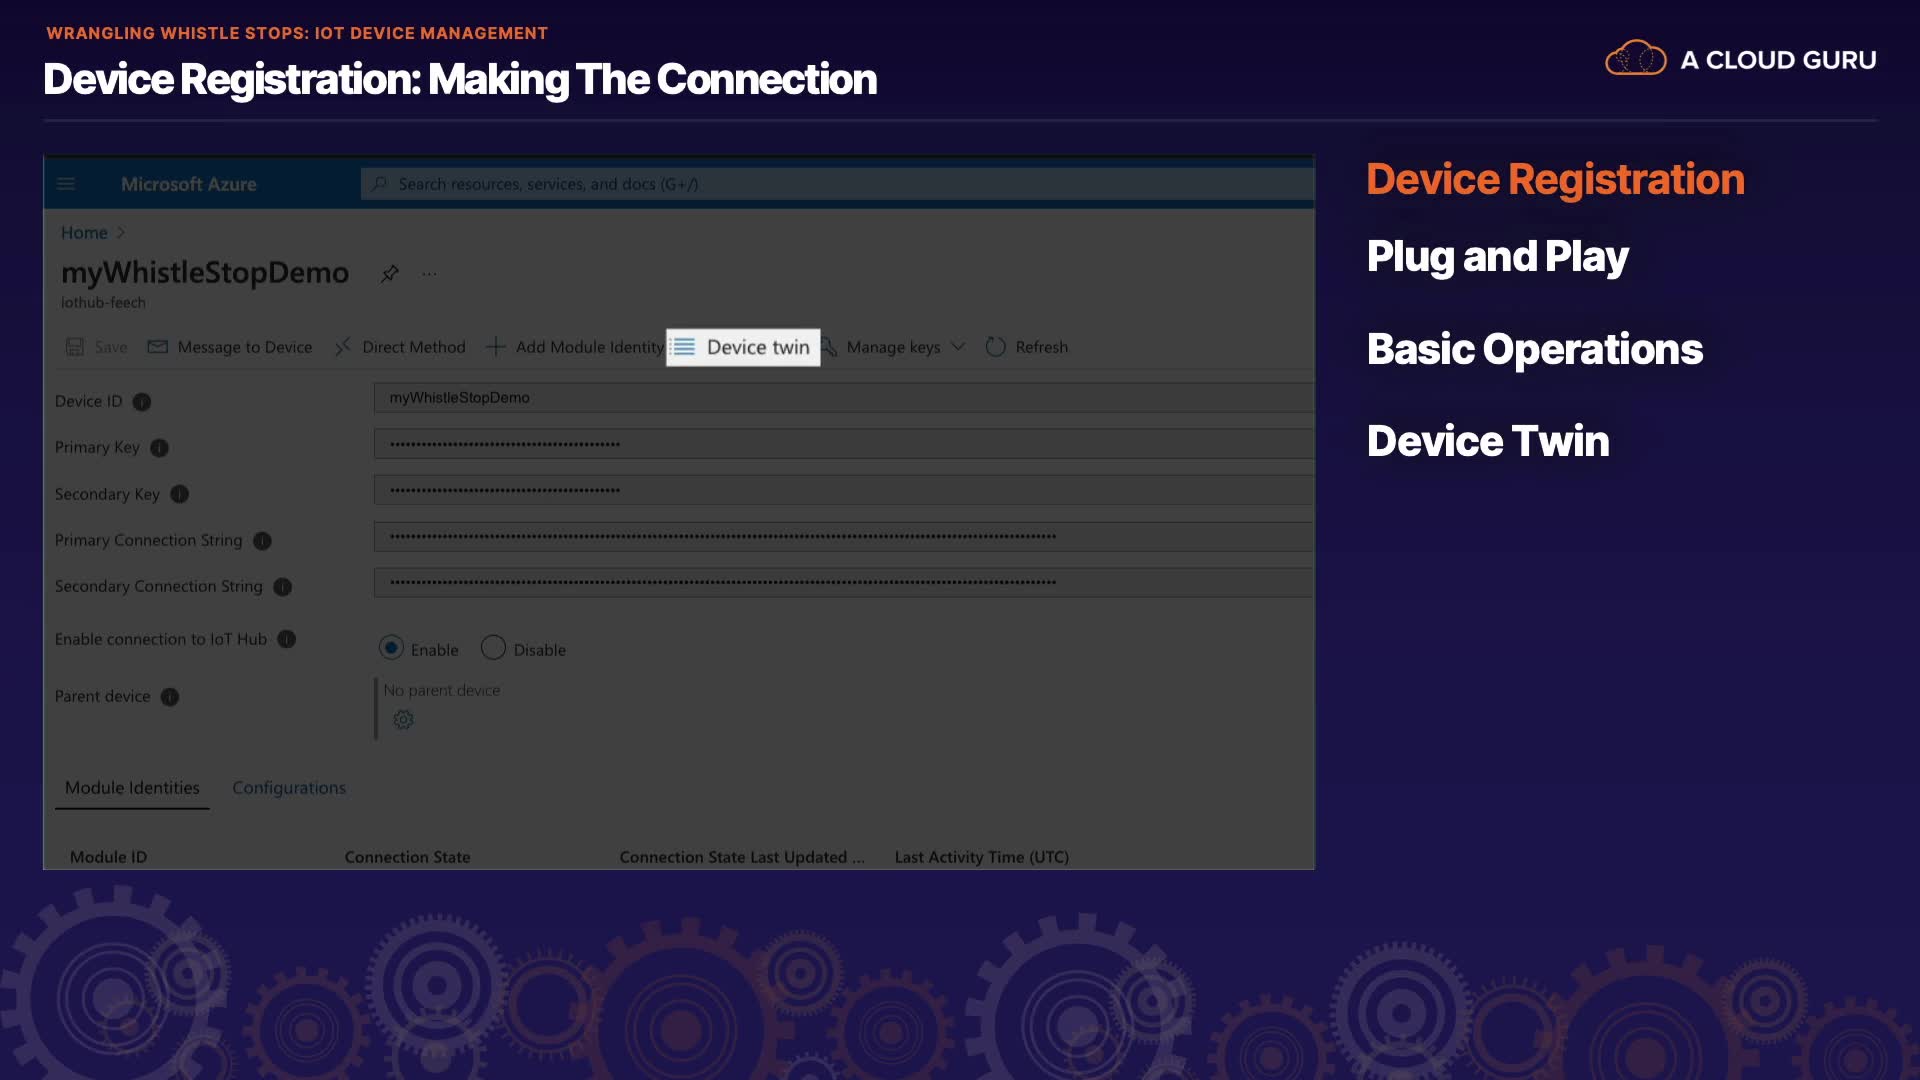 WRANGLING WHISTLE STOPS: IOT DEVICE MANAGEMENT
Device Registration: Making The Connection
A CLOUD GURU
Microsoft Azure
Search resources, services, and docs (G+/)
Home >
myWhistleStopDemo ...
iothub-feech
Save Message to Device Direct Method Add Module Identity Device twin Manage keys Refresh
Device ID myWhistleStopDemo
Primary Key
Secondary Key
Primary Connection String
Secondary Connection String
Enable connection to IoT Hub Enable Disable
Parent device No parent device
Module Identities Configurations
Module ID Connection State Connection State Last Updated ... Last Activity Time (UTC)
Device Registration
Plug and Play
Basic Operations
Device Twin